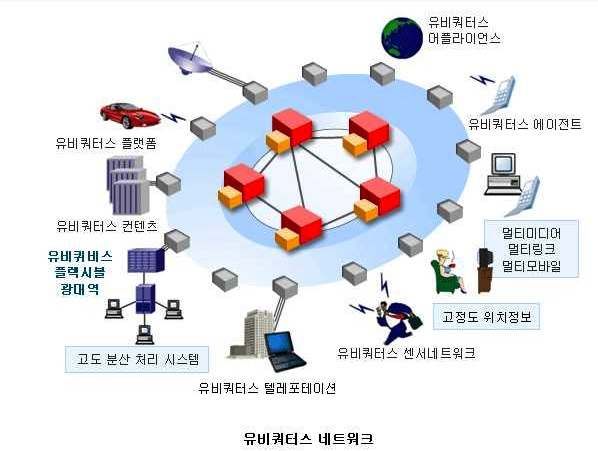 유비쿼터스
어플라이언스
유비쿼터스 에이전트
유비쿼터스 플랫폼
유비쿼터스 컨텐츠
멀티미디어
멀티링크
멀티모바일
유비쿼비스
플랙시블
광대역
고정도 위치정보
고도 분산 처리 시스템
유비쿼터스 센서네트워크
유비쿼터스 텔레포테이션
유비쿼터스 네트워크